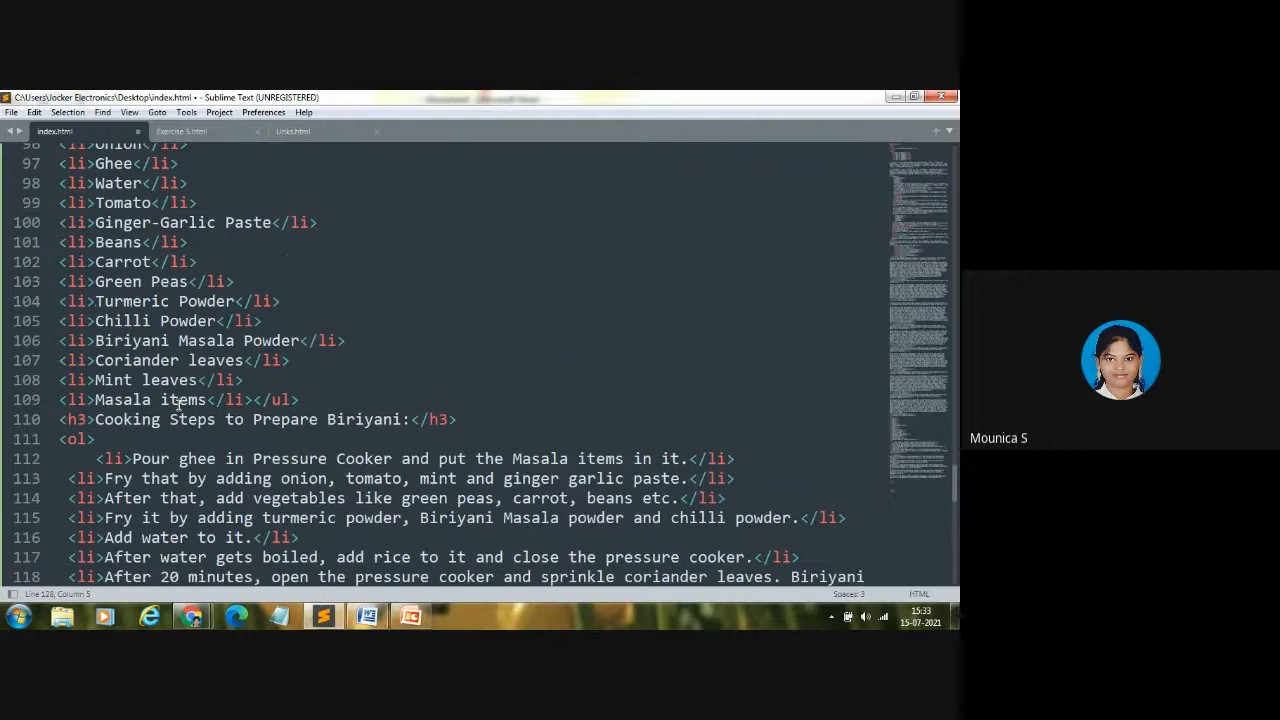 C:\Users\Jocker Electronics\Desktop\index.html • - Sublime Text (UNREGISTERED)
File Edit Selection Find View Goto Tools Project Preferences Help
index.html Exercise 5.html Links.html
96 <li>Onion</li>
97 <li>Ghee</li>
98 <li>Water</li>
99 <li>Tomato</li>
100 <li>Ginger-Garlic Paste</li>
101 <li>Beans</li>
102 <li>Carrot</li>
103 <li>Green Peas</li>
104 <li>Turmeric Powder</li>
105 <li>Chilli Powder</li>
106 <li>Biriyani Masala Powder</li>
107 <li>Coriander leaves</li>
108 <li>Mint leaves</li>
109 <li>Masala items</li></ul>
110 <h3>Cooking Steps to Prepare Biriyani:</h3>
111 <ol>
112 <li>Pour ghee in Pressure Cooker and put the Masala items in it.</li>
113 <li>Fry that by adding onion, tomato, mint and ginger garlic paste.</li>
114 <li>After that, add vegetables like green peas, carrot, beans etc.</li>
115 <li>Fry it by adding turmeric powder, Biriyani Masala powder and chilli powder.</li>
116 <li>Add water to it.</li>
117 <li>After water gets boiled, add rice to it and close the pressure cooker.</li>
118 <li>After 20 minutes, open the pressure cooker and sprinkle coriander leaves. Biriyani
Line 128, Column 5 Spaces: 3 HTML
15:33
15-07-2021
Mounica S